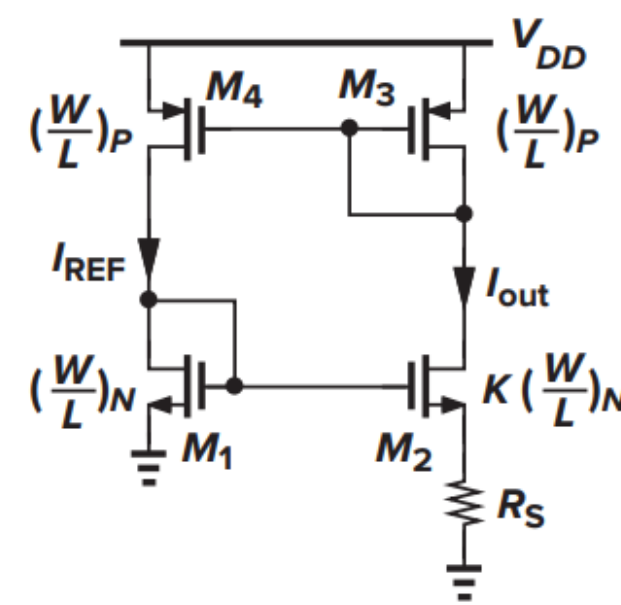 V_DD
M_4
M_3
(W/L)_P
(W/L)_P
I_REF
I_out
(W/L)_N
K(W/L)_N
M_1
M_2
R_S